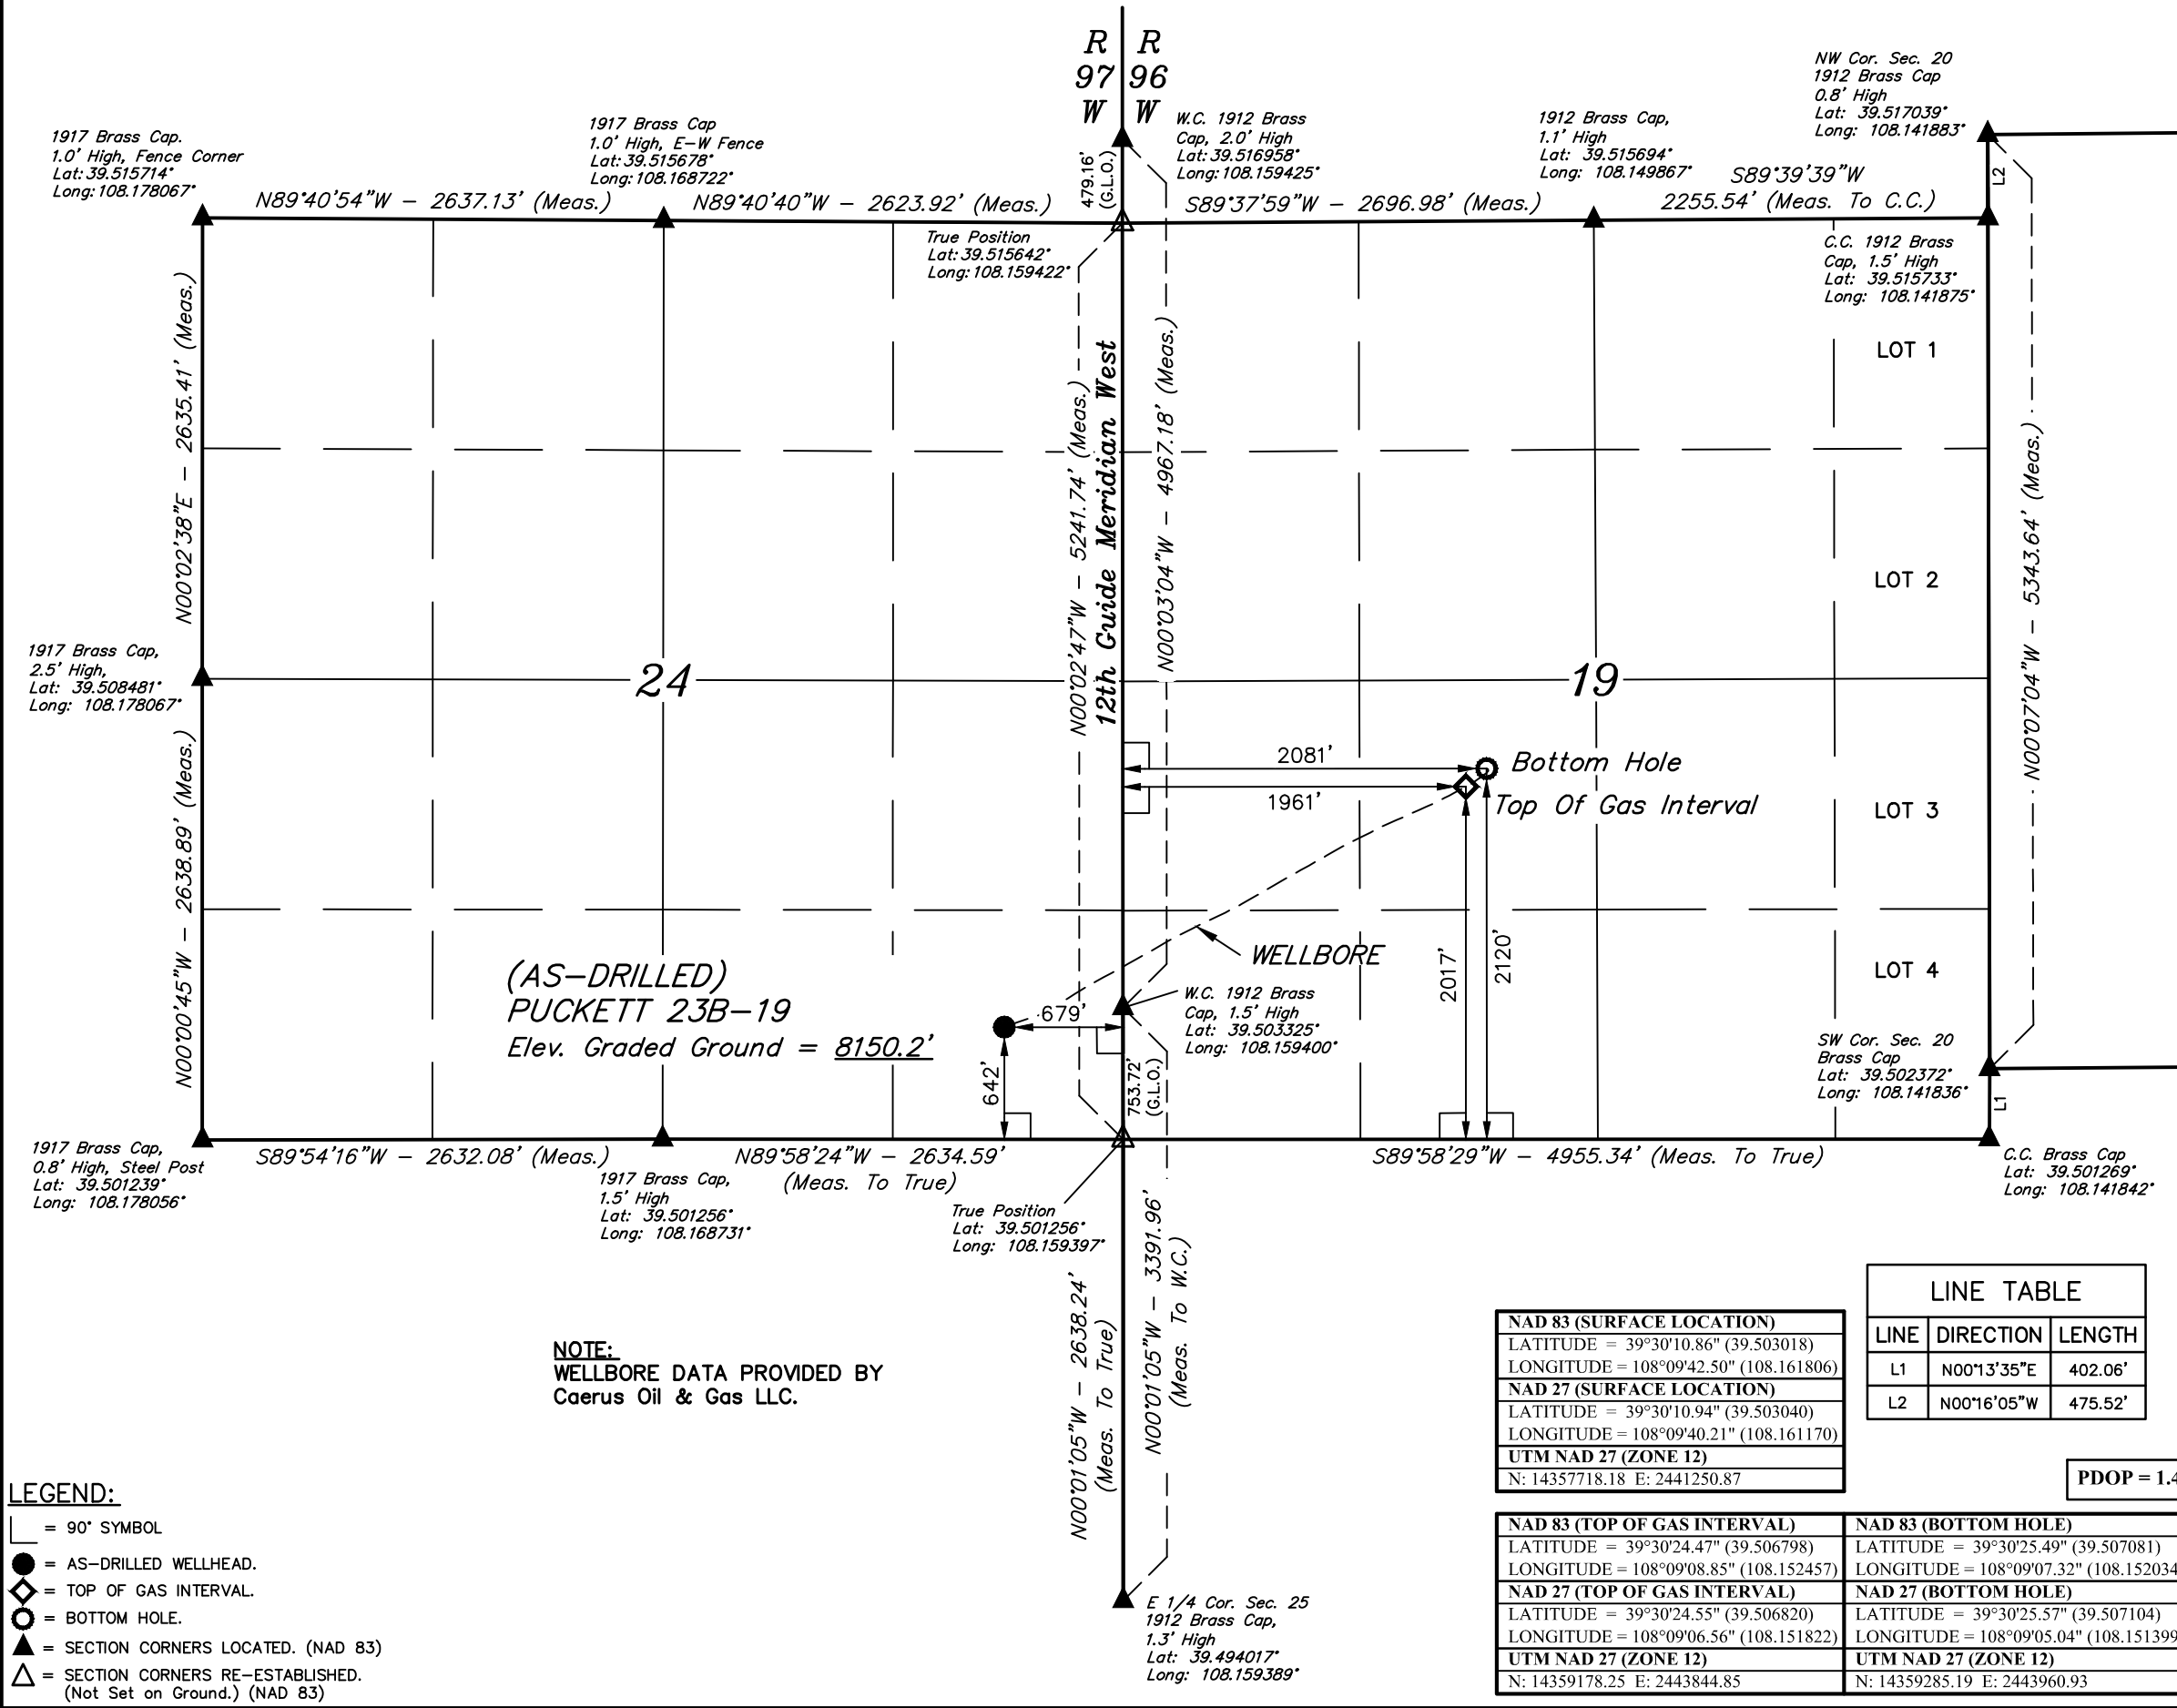 R R
97 96
W W
NW Cor. Sec. 20
1912 Brass Cap
0.8' High
Lat: 39.517039°
Long: 108.141883°
1917 Brass Cap.
1.0' High, Fence Corner
Lat: 39.515714°
Long: 108.178067°
1917 Brass Cap
1.0' High, E-W Fence
Lat: 39.515678°
Long: 108.168722°
W.C. 1912 Brass
Cap, 2.0' High
Lat: 39.516958°
Long: 108.159425°
1912 Brass Cap,
1.1' High
Lat: 39.515694°
Long: 108.149867°
479.16'
(G.L.O.)
L2
N89°40'54"W - 2637.13' (Meas.)
N89°40'40"W - 2623.92' (Meas.)
S89°37'59"W - 2696.98' (Meas.)
S89°39'39"W
2255.54' (Meas. To C.C.)
True Position
Lat: 39.515642°
Long: 108.159422°
C.C. 1912 Brass
Cap, 1.5' High
Lat: 39.515733°
Long: 108.141875°
N00°02'38"E - 2635.41' (Meas.)
N00°02'47"W - 5241.74' (Meas.)
12th Guide Meridian West
N00°03'04"W - 4967.18' (Meas.)
N00°07'04"W - 5343.64' (Meas.)
LOT 1
LOT 2
LOT 3
LOT 4
1917 Brass Cap,
2.5' High,
Lat: 39.508481°
Long: 108.178067°
24
19
2081'
Bottom Hole
1961'
Top Of Gas Interval
N00°00'45"W - 2638.89' (Meas.)
WELLBORE
2017'
2120'
(AS-DRILLED)
PUCKETT 23B-19
Elev. Graded Ground = 8150.2'
679'
642'
W.C. 1912 Brass
Cap, 1.5' High
Lat: 39.503325°
Long: 108.159400°
753.72'
(G.L.O.)
SW Cor. Sec. 20
Brass Cap
Lat: 39.502372°
Long: 108.141836°
L1
1917 Brass Cap,
0.8' High, Steel Post
Lat: 39.501239°
Long: 108.178056°
S89°54'16"W - 2632.08' (Meas.)
1917 Brass Cap,
1.5' High
Lat: 39.501256°
Long: 108.168731°
N89°58'24"W - 2634.59'
(Meas. To True)
True Position
Lat: 39.501256°
Long: 108.159397°
S89°58'29"W - 4955.34' (Meas. To True)
C.C. Brass Cap
Lat: 39.501269°
Long: 108.141842°
N00°01'05"W - 2638.24'
(Meas. To True)
N00°01'05"W - 3391.96'
(Meas. To W.C.)
E 1/4 Cor. Sec. 25
1912 Brass Cap,
1.3' High
Lat: 39.494017°
Long: 108.159389°
NOTE:
WELLBORE DATA PROVIDED BY
Caerus Oil & Gas LLC.
LINE TABLE
LINE DIRECTION LENGTH
L1 N00°13'35"E 402.06'
L2 N00°16'05"W 475.52'
NAD 83 (SURFACE LOCATION)
LATITUDE = 39°30'10.86" (39.503018)
LONGITUDE = 108°09'42.50" (108.161806)
NAD 27 (SURFACE LOCATION)
LATITUDE = 39°30'10.94" (39.503040)
LONGITUDE = 108°09'40.21" (108.161170)
UTM NAD 27 (ZONE 12)
N: 14357718.18 E: 2441250.87
PDOP = 1.4
NAD 83 (TOP OF GAS INTERVAL)
LATITUDE = 39°30'24.47" (39.506798)
LONGITUDE = 108°09'08.85" (108.152457)
NAD 27 (TOP OF GAS INTERVAL)
LATITUDE = 39°30'24.55" (39.506820)
LONGITUDE = 108°09'06.56" (108.151822)
UTM NAD 27 (ZONE 12)
N: 14359178.25 E: 2443844.85
NAD 83 (BOTTOM HOLE)
LATITUDE = 39°30'25.49" (39.507081)
LONGITUDE = 108°09'07.32" (108.152034
NAD 27 (BOTTOM HOLE)
LATITUDE = 39°30'25.57" (39.507104)
LONGITUDE = 108°09'05.04" (108.151399
UTM NAD 27 (ZONE 12)
N: 14359285.19 E: 2443960.93
LEGEND:
= 90° SYMBOL
= AS-DRILLED WELLHEAD.
= TOP OF GAS INTERVAL.
= BOTTOM HOLE.
= SECTION CORNERS LOCATED. (NAD 83)
= SECTION CORNERS RE-ESTABLISHED.
(Not Set on Ground.) (NAD 83)